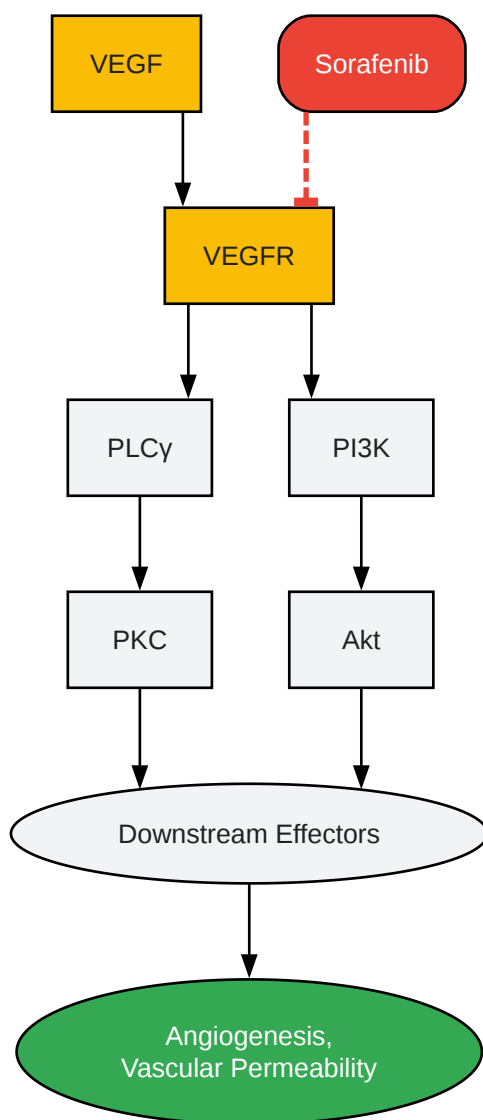 VEGF
Sorafenib
VEGFR
PLCγ
PI3K
PKC
Akt
Downstream Effectors
Angiogenesis,
Vascular Permeability